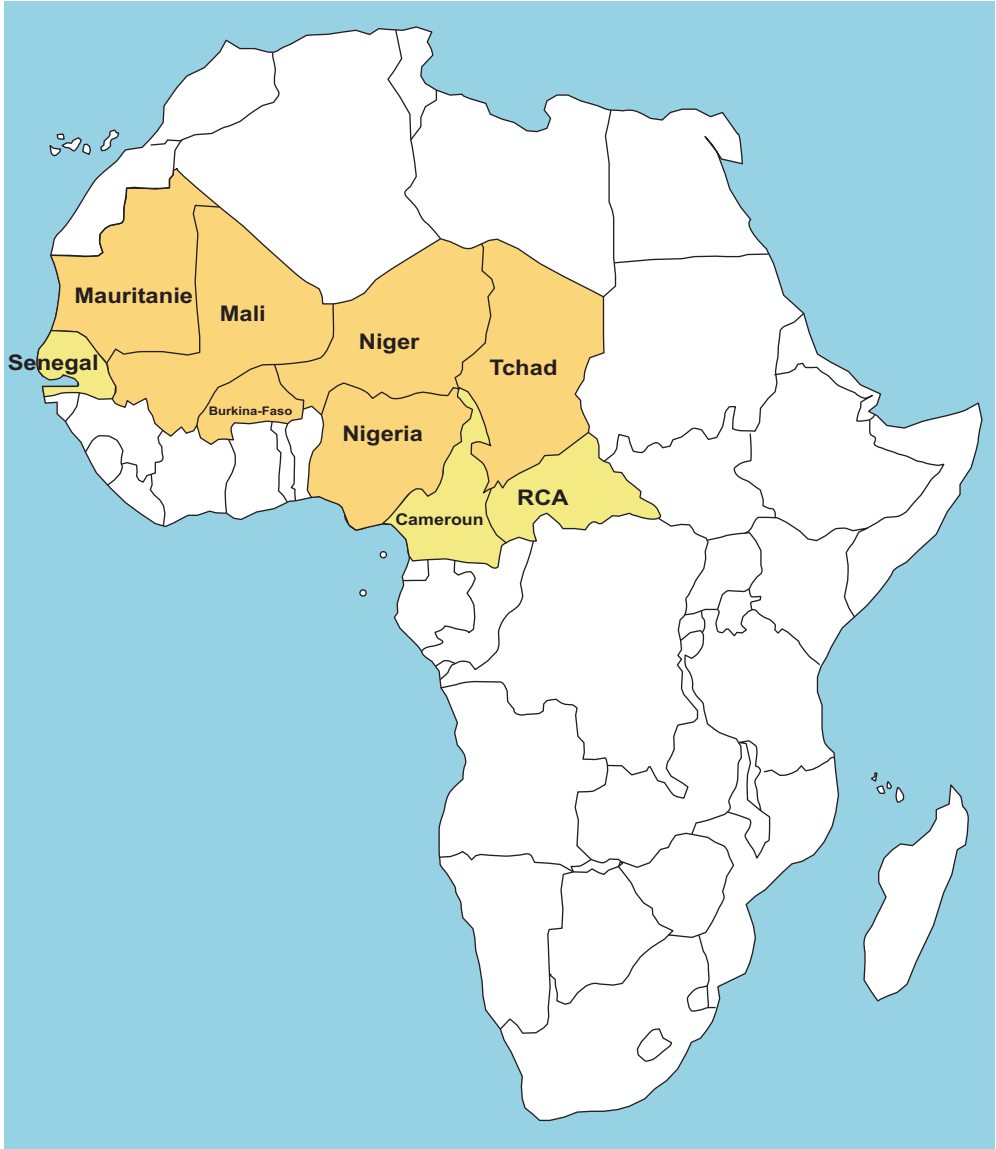 Mauritanie
Mali
Niger
Senegal
Tchad
Burkina-Faso
Nigeria
RCA
Cameroun